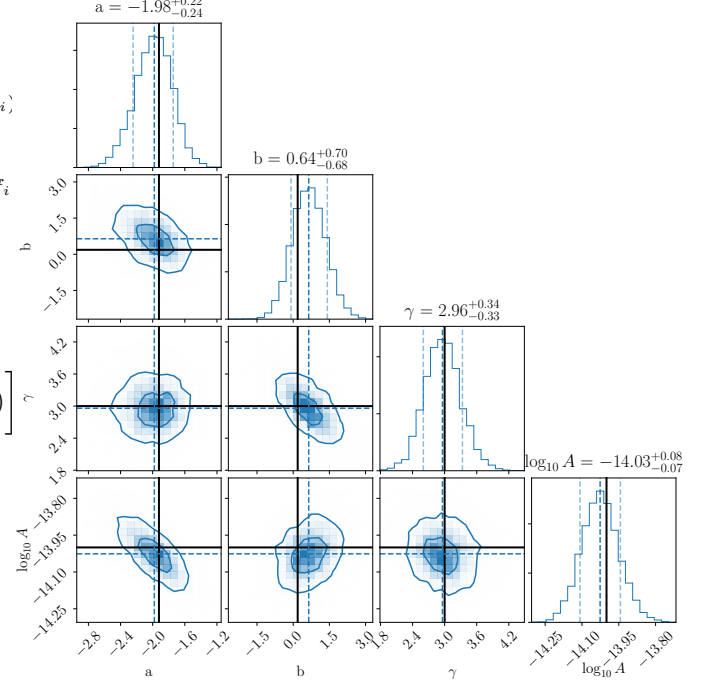 a = −1.98^{+0.22}_{−0.24}
b = 0.64^{+0.70}_{−0.68}
γ = 2.96^{+0.34}_{−0.33}
log₁₀ A = −14.03^{+0.08}_{−0.07}
i)
i
3.0
1.5
0.0
−1.5
b
4.2
3.6
3.0
2.4
1.8
γ
)]
−13.80
−13.95
−14.10
−14.25
log₁₀ A
−2.8 −2.4 −2.0 −1.6 −1.2
a
−1.5 0.0 1.5 3.0
b
1.8 2.4 3.0 3.6 4.2
γ
−14.25 −14.10 −13.95 −13.80
log₁₀ A